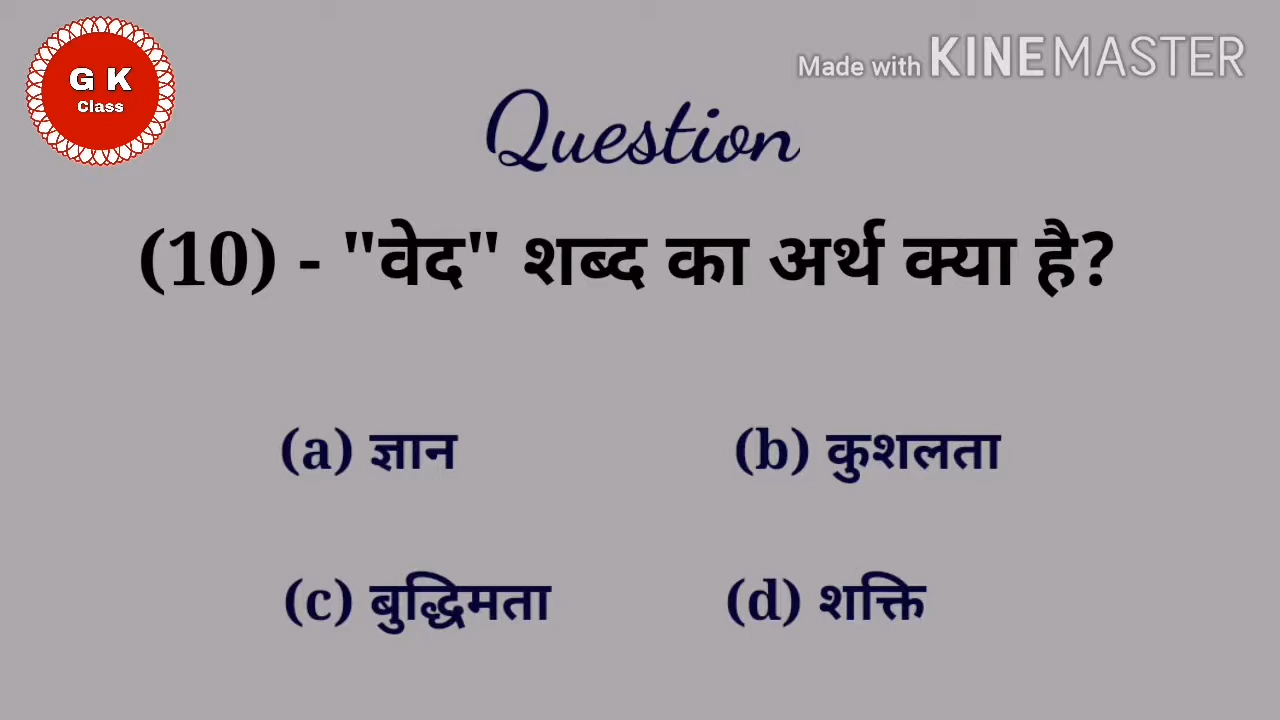 G K
Class
Made with KINEMASTER
Question
(10) - "वेद" शब्द का अर्थ क्या है?
(a) ज्ञान
(b) कुशलता
(c) बुद्धिमता
(d) शक्ति